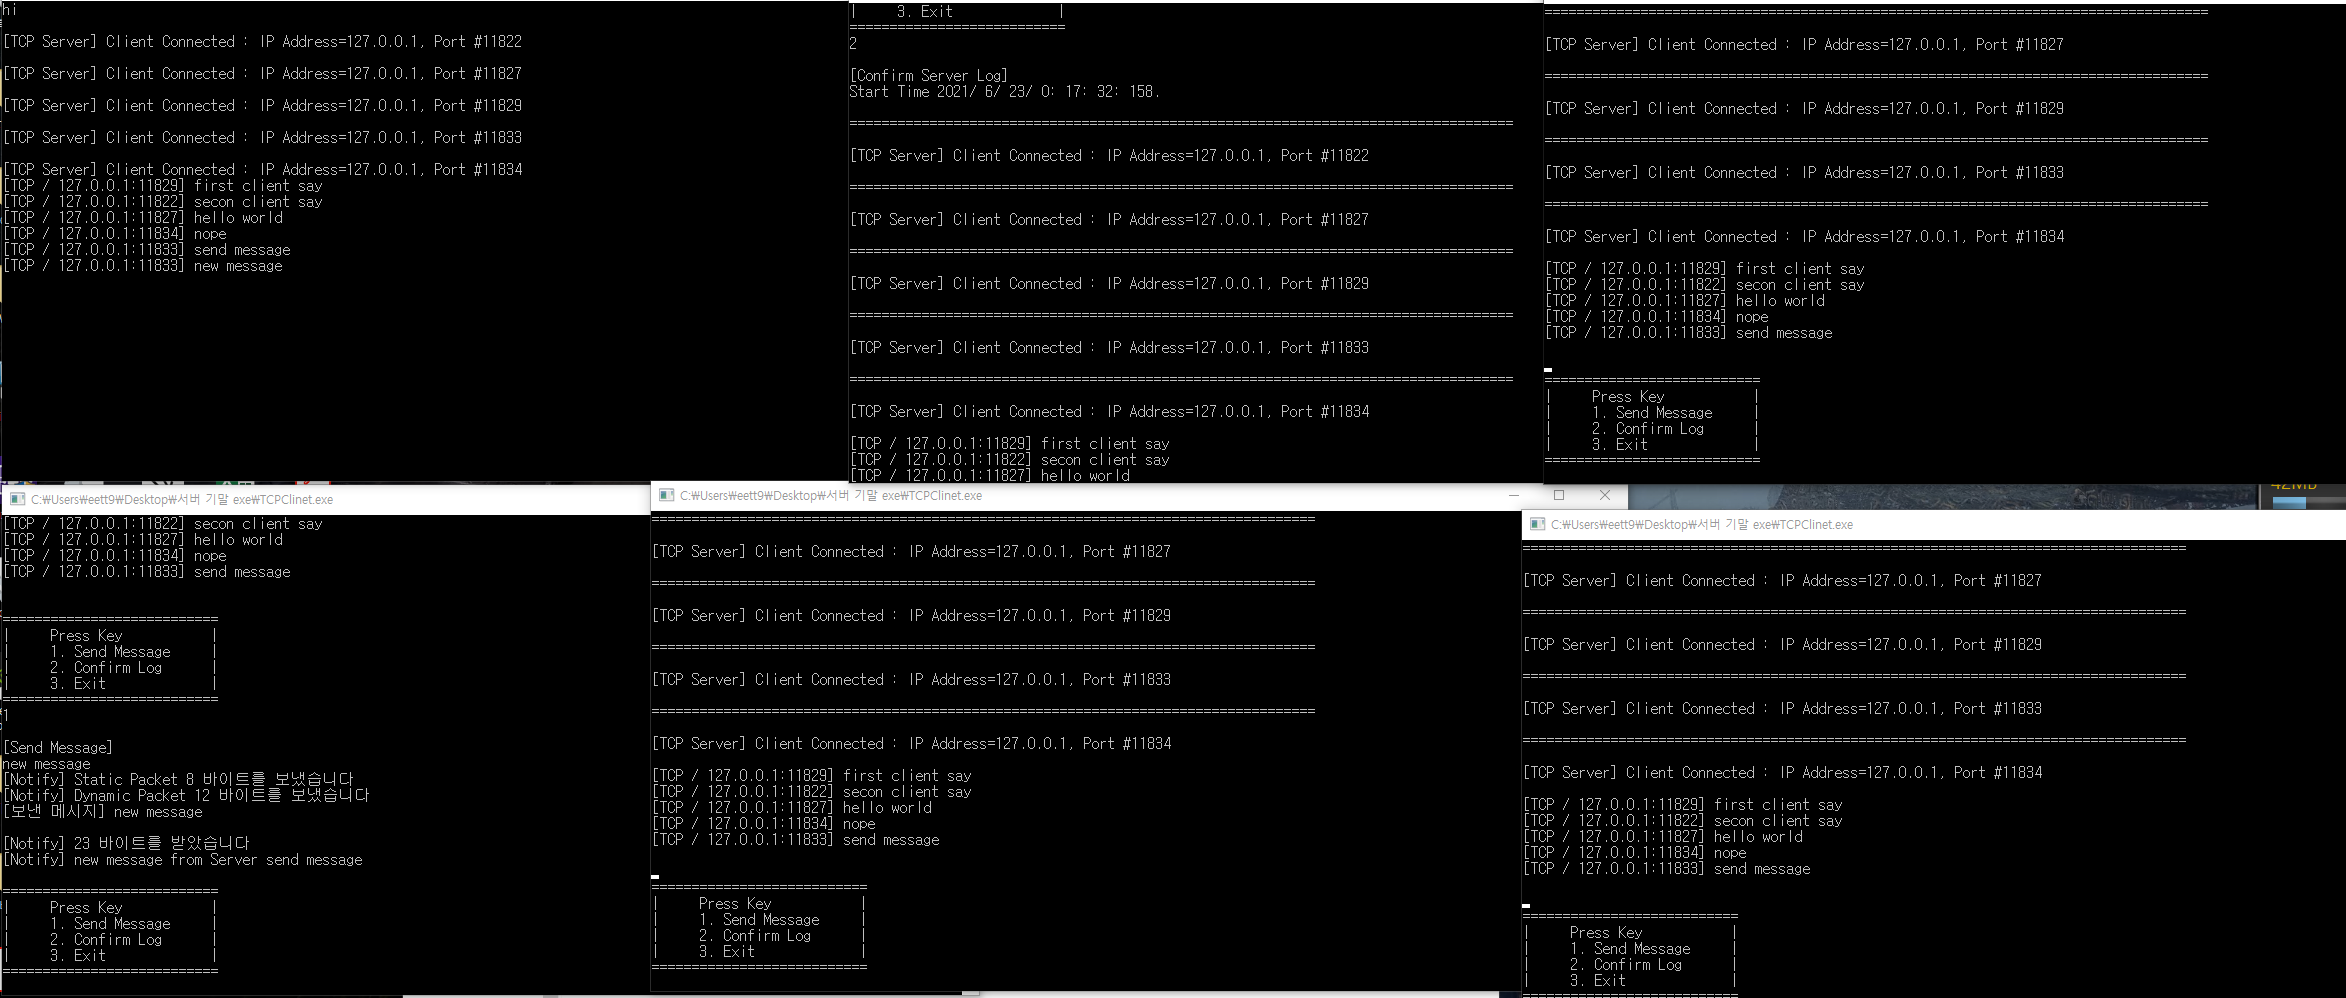 hi
[TCP Server] Client Connected : IP Address=127.0.0.1, Port #11822
[TCP Server] Client Connected : IP Address=127.0.0.1, Port #11827
[TCP Server] Client Connected : IP Address=127.0.0.1, Port #11829
[TCP Server] Client Connected : IP Address=127.0.0.1, Port #11833
[TCP Server] Client Connected : IP Address=127.0.0.1, Port #11834
[TCP / 127.0.0.1:11829] first client say
[TCP / 127.0.0.1:11822] secon client say
[TCP / 127.0.0.1:11827] hello world
[TCP / 127.0.0.1:11834] nope
[TCP / 127.0.0.1:11833] send message
[TCP / 127.0.0.1:11833] new message
|     3. Exit             |
===========================
2
[Confirm Server Log]
Start Time 2021/ 6/ 23/ 0: 17: 32: 158.
===================================================================================
[TCP Server] Client Connected : IP Address=127.0.0.1, Port #11822
===================================================================================
[TCP Server] Client Connected : IP Address=127.0.0.1, Port #11827
===================================================================================
[TCP Server] Client Connected : IP Address=127.0.0.1, Port #11829
===================================================================================
[TCP Server] Client Connected : IP Address=127.0.0.1, Port #11833
===================================================================================
[TCP Server] Client Connected : IP Address=127.0.0.1, Port #11834
[TCP / 127.0.0.1:11829] first client say
[TCP / 127.0.0.1:11822] secon client say
[TCP / 127.0.0.1:11827] hello world
===================================================================================
[TCP Server] Client Connected : IP Address=127.0.0.1, Port #11827
===================================================================================
[TCP Server] Client Connected : IP Address=127.0.0.1, Port #11829
===================================================================================
[TCP Server] Client Connected : IP Address=127.0.0.1, Port #11833
===================================================================================
[TCP Server] Client Connected : IP Address=127.0.0.1, Port #11834
[TCP / 127.0.0.1:11829] first client say
[TCP / 127.0.0.1:11822] secon client say
[TCP / 127.0.0.1:11827] hello world
[TCP / 127.0.0.1:11834] nope
[TCP / 127.0.0.1:11833] send message
===========================
|     Press Key           |
|     1. Send Message     |
|     2. Confirm Log      |
|     3. Exit             |
===========================
42MB
C:₩Users₩eett9₩Desktop₩서버 기말 exe₩TCPClinet.exe
[TCP / 127.0.0.1:11822] secon client say
[TCP / 127.0.0.1:11827] hello world
[TCP / 127.0.0.1:11834] nope
[TCP / 127.0.0.1:11833] send message
===========================
|     Press Key           |
|     1. Send Message     |
|     2. Confirm Log      |
|     3. Exit             |
===========================
1
[Send Message]
new message
[Notify] Static Packet 8 바이트를 보냈습니다
[Notify] Dynamic Packet 12 바이트를 보냈습니다
[보낸 메시지] new message
[Notify] 23 바이트를 받았습니다
[Notify] new message from Server send message
===========================
|     Press Key           |
|     1. Send Message     |
|     2. Confirm Log      |
|     3. Exit             |
===========================
C:₩Users₩eett9₩Desktop₩서버 기말 exe₩TCPClinet.exe
===================================================================================
[TCP Server] Client Connected : IP Address=127.0.0.1, Port #11827
===================================================================================
[TCP Server] Client Connected : IP Address=127.0.0.1, Port #11829
===================================================================================
[TCP Server] Client Connected : IP Address=127.0.0.1, Port #11833
===================================================================================
[TCP Server] Client Connected : IP Address=127.0.0.1, Port #11834
[TCP / 127.0.0.1:11829] first client say
[TCP / 127.0.0.1:11822] secon client say
[TCP / 127.0.0.1:11827] hello world
[TCP / 127.0.0.1:11834] nope
[TCP / 127.0.0.1:11833] send message
===========================
|     Press Key           |
|     1. Send Message     |
|     2. Confirm Log      |
|     3. Exit             |
===========================
C:₩Users₩eett9₩Desktop₩서버 기말 exe₩TCPClinet.exe
===================================================================================
[TCP Server] Client Connected : IP Address=127.0.0.1, Port #11827
===================================================================================
[TCP Server] Client Connected : IP Address=127.0.0.1, Port #11829
===================================================================================
[TCP Server] Client Connected : IP Address=127.0.0.1, Port #11833
===================================================================================
[TCP Server] Client Connected : IP Address=127.0.0.1, Port #11834
[TCP / 127.0.0.1:11829] first client say
[TCP / 127.0.0.1:11822] secon client say
[TCP / 127.0.0.1:11827] hello world
[TCP / 127.0.0.1:11834] nope
[TCP / 127.0.0.1:11833] send message
===========================
|     Press Key           |
|     1. Send Message     |
|     2. Confirm Log      |
|     3. Exit             |
===========================